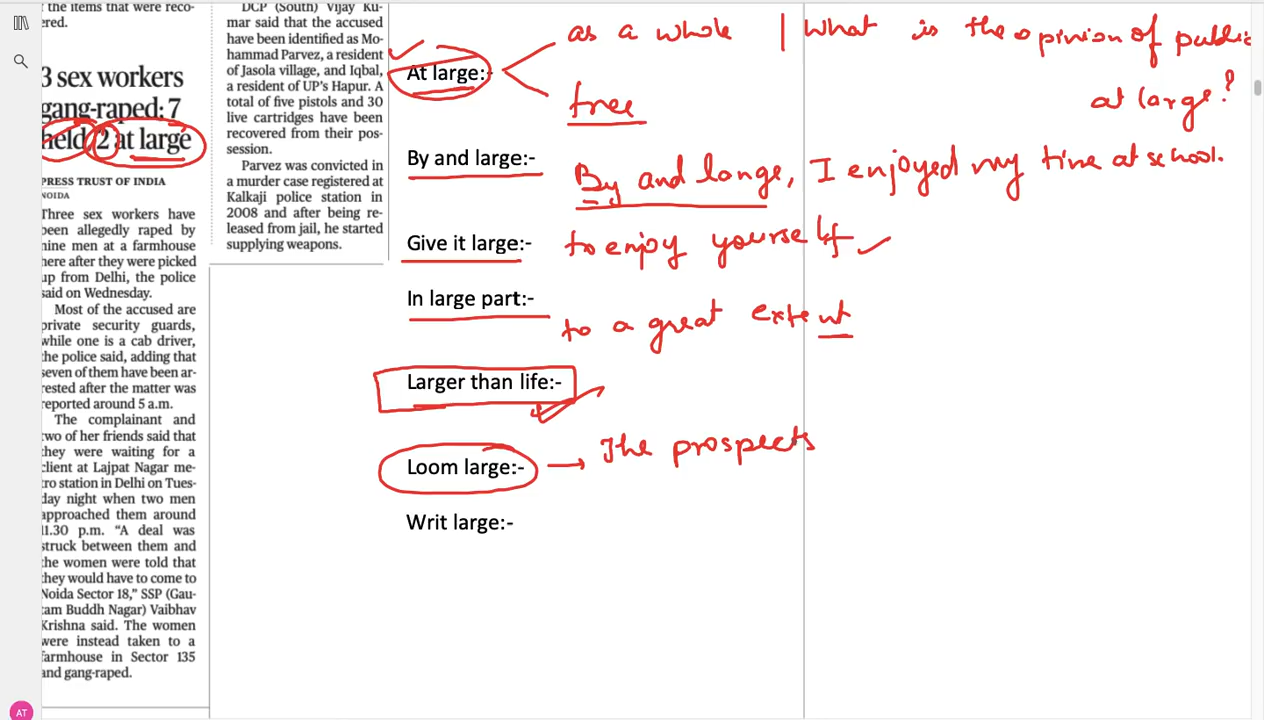 the items that were reco-
ered.
3 sex workers
gang-raped; 7
held, 2 at large
PRESS TRUST OF INDIA
NOIDA
Three sex workers have
been allegedly raped by
nine men at a farmhouse
here after they were picked
up from Delhi, the police
said on Wednesday.
Most of the accused are
private security guards,
while one is a cab driver,
the police said, adding that
seven of them have been ar-
rested after the matter was
reported around 5 a.m.
The complainant and
two of her friends said that
they were waiting for a
client at Lajpat Nagar me-
tro station in Delhi on Tues-
day night when two men
approached them around
11.30 p.m. “A deal was
struck between them and
the women were told that
they would have to come to
Noida Sector 18,” SSP (Gau-
tam Buddh Nagar) Vaibhav
Krishna said. The women
were instead taken to a
farmhouse in Sector 135
and gang-raped.
DCP (South) Vijay Ku-
mar said that the accused
have been identified as Mo-
hammad Parvez, a resident
of Jasola village, and Iqbal,
a resident of UP's Hapur. A
total of five pistols and 30
live cartridges have been
recovered from their pos-
session.
Parvez was convicted in
a murder case registered at
Kalkaji police station in
2008 and after being re-
leased from jail, he started
supplying weapons.
as a whole | What is the opinion of public
At large:-
free
at large?
By and large:-
By and large, I enjoyed my time at school.
Give it large:- to enjoy yourself
In large part:-
to a great extent
Larger than life:-
Loom large:- → The prospects
Writ large:-
AT